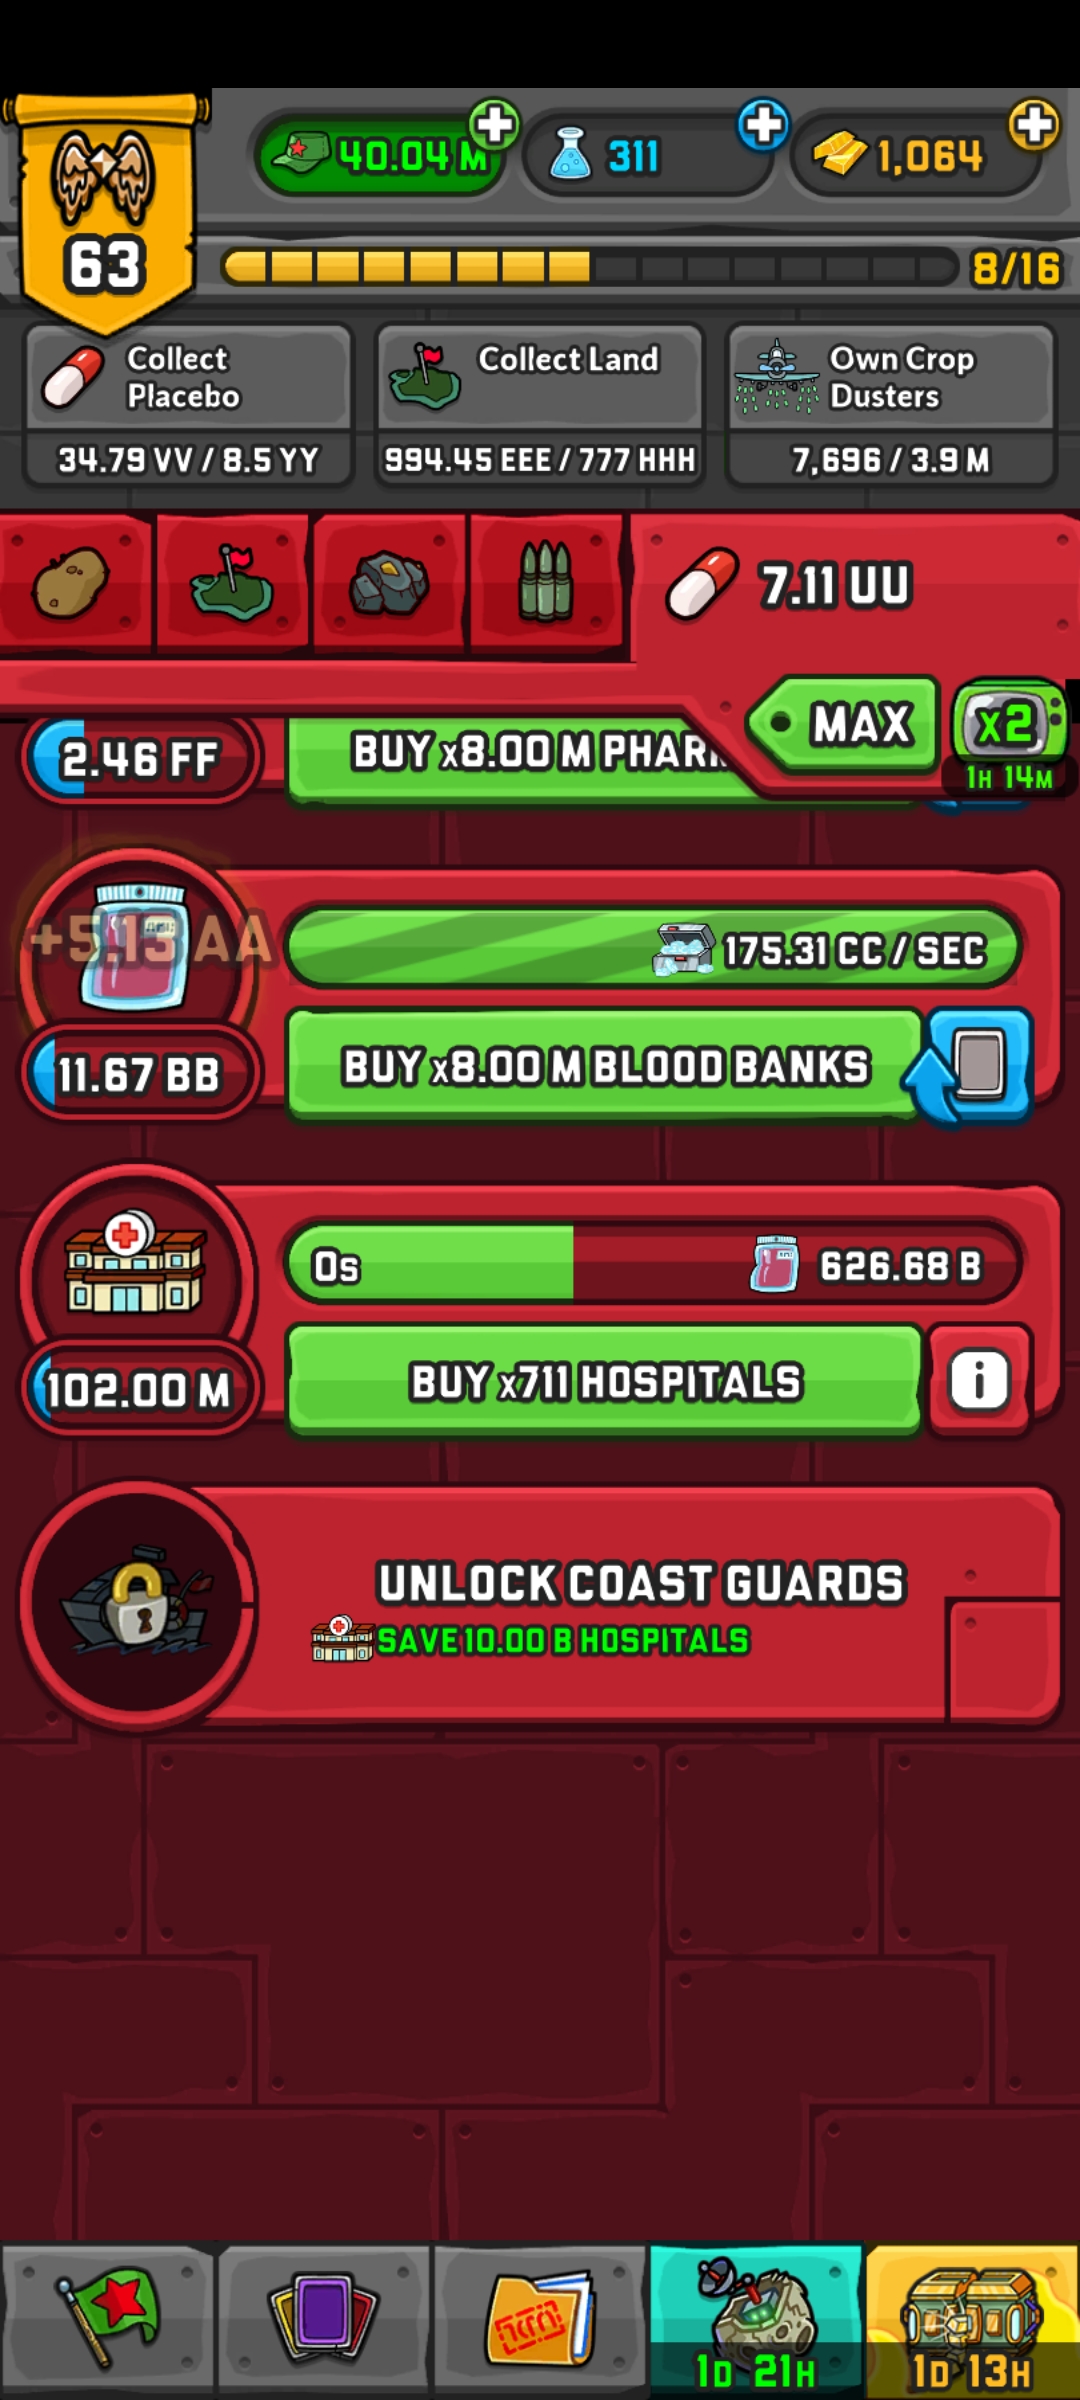 40.04 M
311
1,064
63
8/16
Collect
Placebo
34.79 VV / 8.5 YY
Collect Land
994.45 EEE / 777 HHH
Own Crop
Dusters
7,696 / 3.9 M
7.11 UU
MAX
X2
1H 14M
2.46 FF
BUY x8.00 M
+5.13 AA
175.31 CC / SEC
11.67 BB
BUY x8.00 M BLOOD BANKS
0s
626.68 B
102.00 M
BUY x711 HOSPITALS
i
UNLOCK COAST GUARDS
SAVE 10.00 B HOSPITALS
1D 21H
1D 13H